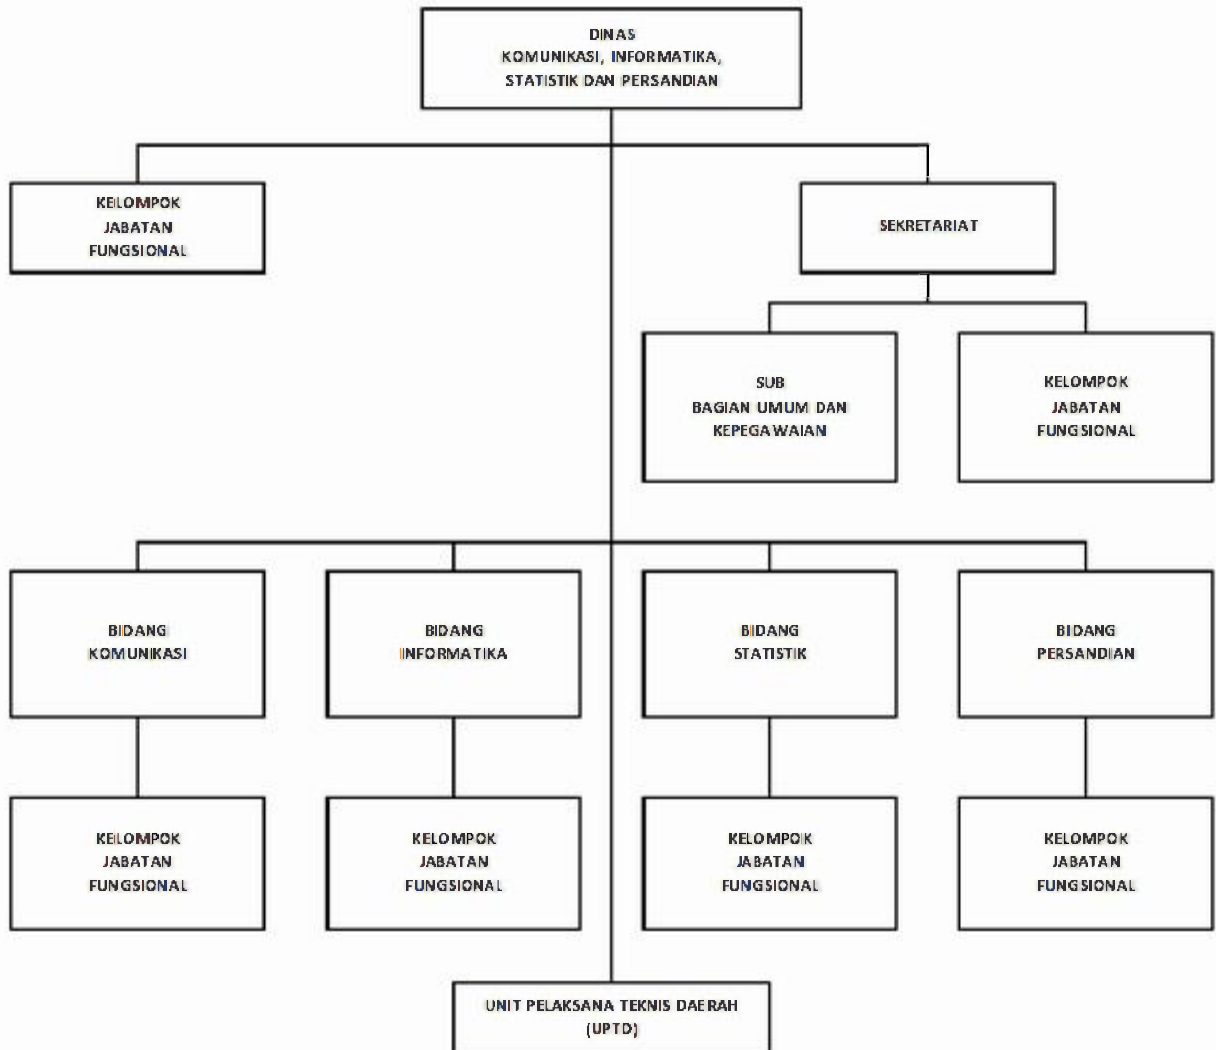 DINAS
KOMUNIKASI, INFORMATIKA,
STATISTIK DAN PERSANDIAN
KELOMPOK
JABATAN
FUNGSIONAL
SEKRETARIAT
SUB
BAGIAN UMUM DAN
KEPEGAWAIAN
KELOMPOK
JABATAN
FUNGSIONAL
BIDANG
KOMUNIKASI
BIDANG
INFORMATIKA
BIDANG
STATISTIK
BIDANG
PERSANDIAN
KELOMPOK
JABATAN
FUNGSIONAL
KELOMPOK
JABATAN
FUNGSIONAL
KELOMPOK
JABATAN
FUNGSIONAL
KELOMPOK
JABATAN
FUNGSIONAL
UNIT PELAKSANA TEKNIS DAERAH
(UPTD)